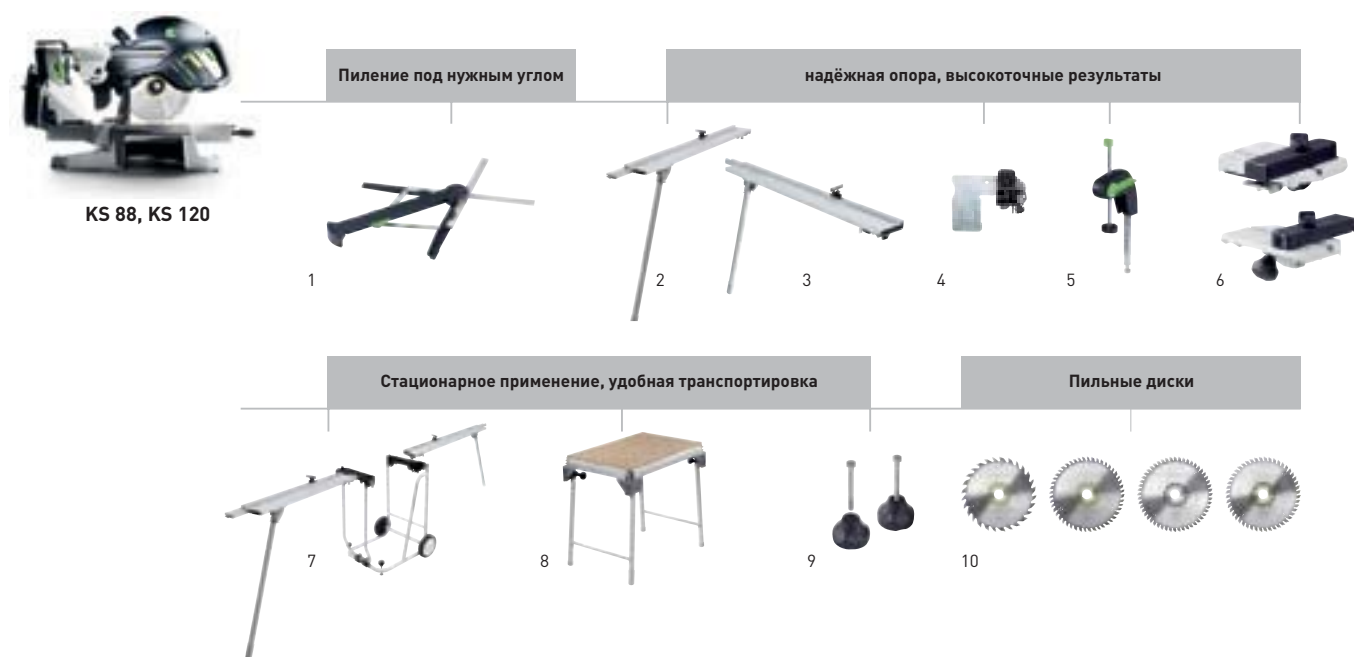 Пиление под нужным углом
надёжная опора, высокоточные результаты
KS 88, KS 120
1
2
3
4
5
6
Стационарное применение, удобная транспортировка
Пильные диски
7
8
9
10